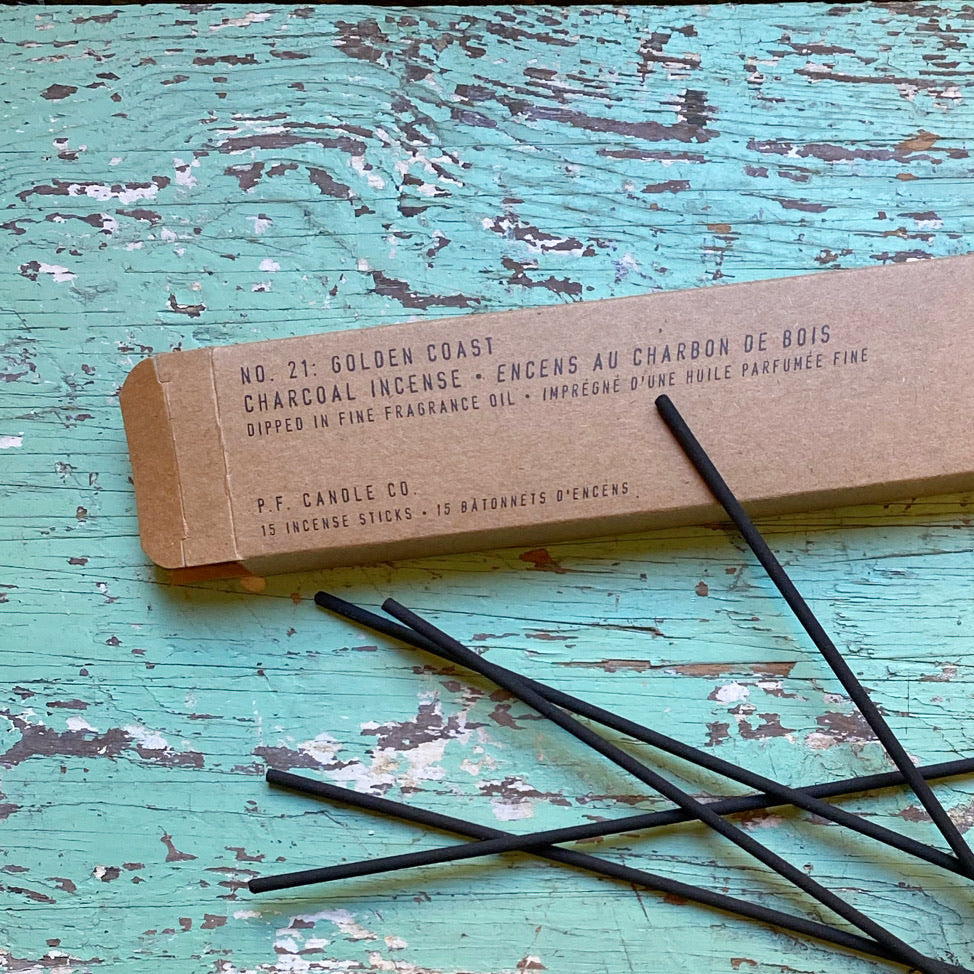 NO. 21: GOLDEN COAST
CHARCOAL INCENSE • ENCENS AU CHARBON DE BOIS
DIPPED IN FINE FRAGRANCE OIL • IMPRÉGNÉ D'UNE HUILE PARFUMÉE FINE
P.F. CANDLE CO.
15 INCENSE STICKS • 15 BÂTONNETS D'ENCENS